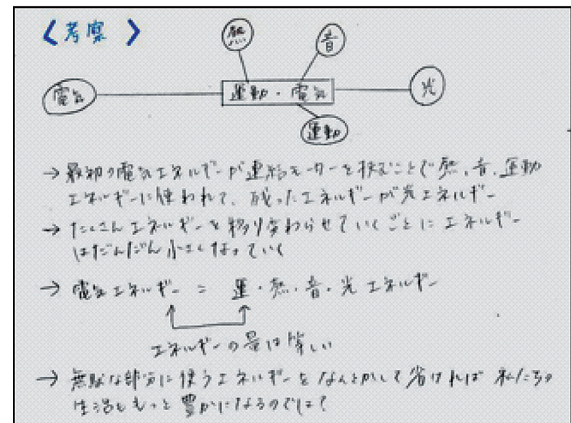 〈考察〉
熱
音
電気
運動・電気
光
運動
→ 最初の電気エネルギーが連結モーターを挟むことで熱、音、運動
エネルギーに使われて、残ったエネルギーが光エネルギー
→ たくさんエネルギーを移り変わらせていくごとにエネルギー
はだんだん小さくなっていく
→ 電気エネルギー = 運・熱・音・光エネルギー
エネルギーの量は等しい
→ 無駄な部分に使うエネルギーをなんとかして省ければ 私たちの
生活ももっと豊かになるのでは?